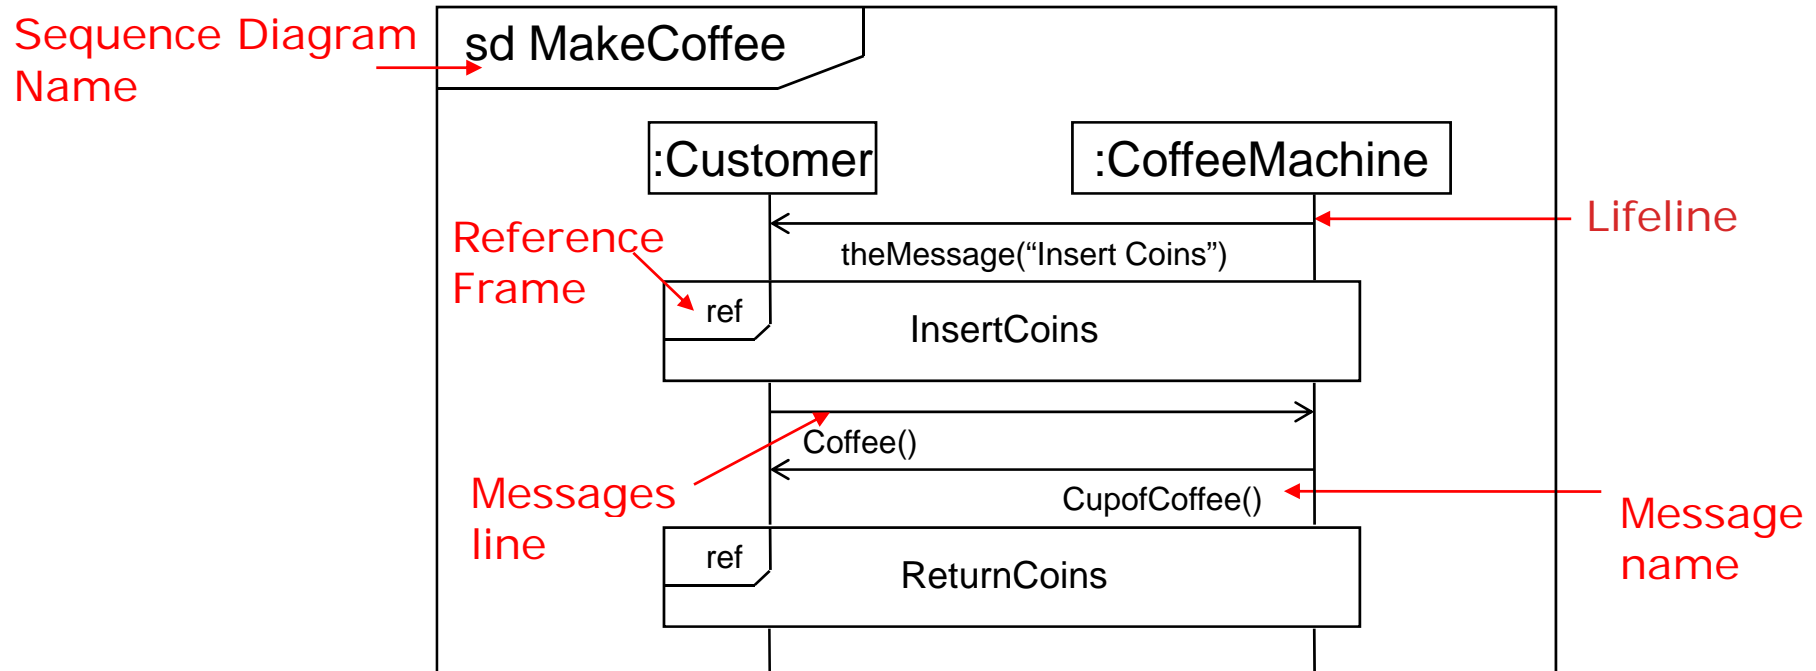 Sequence Diagram
Name
sd MakeCoffee
:Customer
:CoffeeMachine
Lifeline
Reference
Frame
theMessage(“Insert Coins”)
ref
InsertCoins
Coffee()
Messages
line
CupofCoffee()
Message
name
ref
ReturnCoins